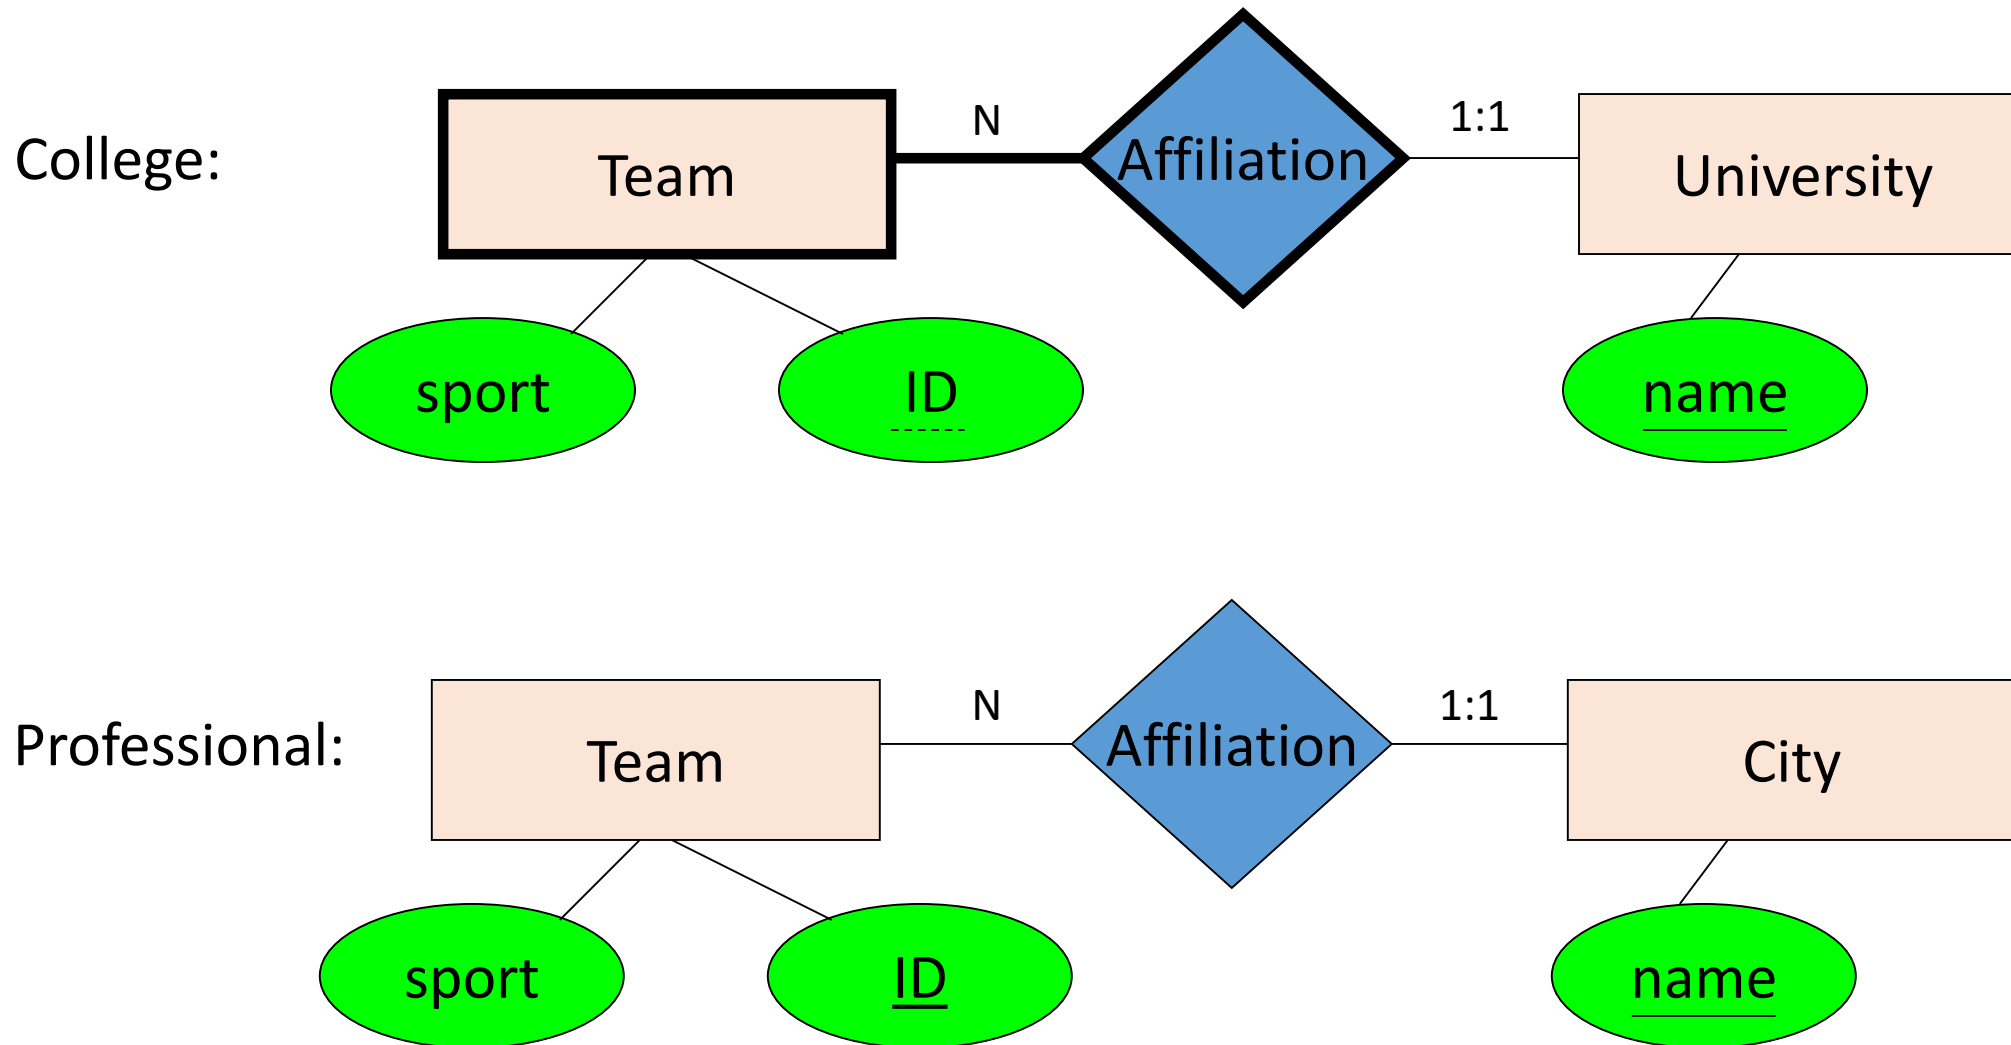 College:
Team
N
Affiliation
1:1
University
sport
ID
name
Professional:
Team
N
Affiliation
1:1
City
sport
ID
name